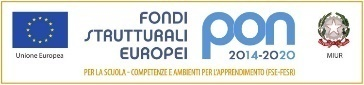 FONDI
STRUTTURALI
EUROPEI
pon
2014-2020
Unione Europea
MIUR
PER LA SCUOLA - COMPETENZE E AMBIENTI PER L'APPRENDIMENTO (FSE-FESR)